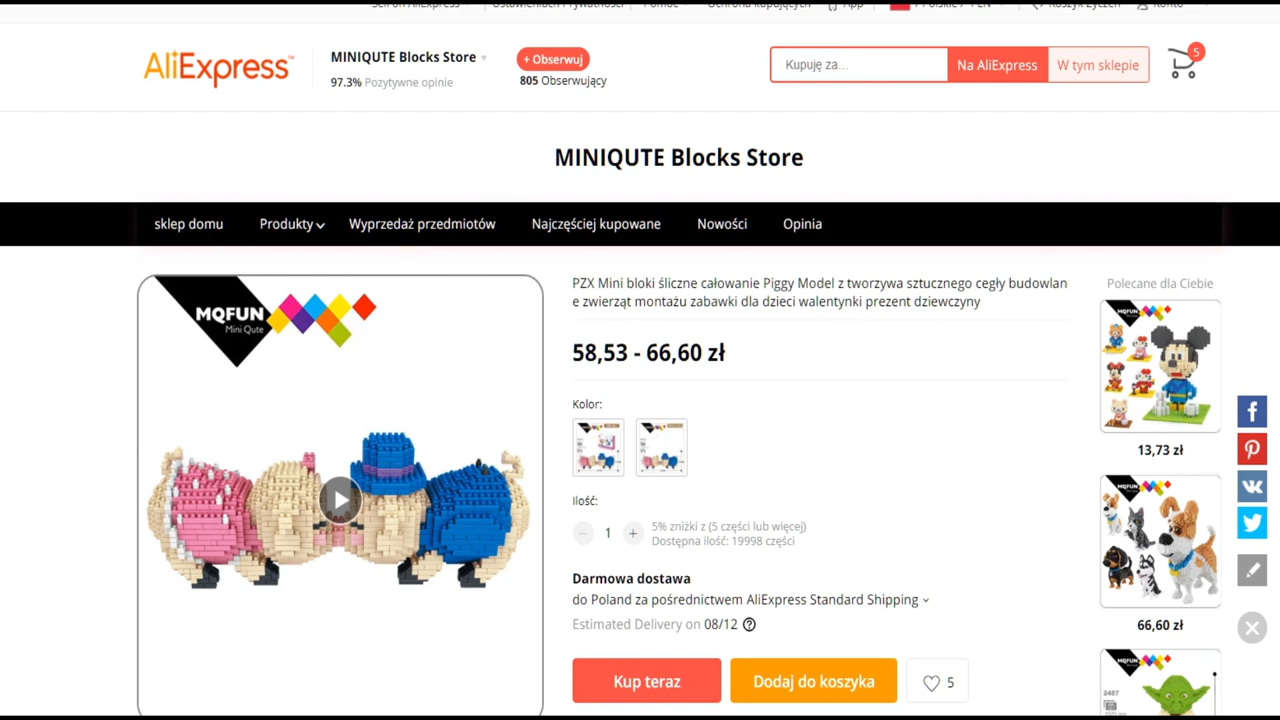 AliExpress™
MINIQUTE Blocks Store
97.3% Pozytywne opinie
+ Obserwuj
805 Obserwujący
Kupuję za...
Na AliExpress
W tym sklepie
5
MINIQUTE Blocks Store
sklep domu
Produkty
Wyprzedaż przedmiotów
Najczęściej kupowane
Nowości
Opinia
MQFUN
Mini Qute
PZX Mini bloki śliczne całowanie Piggy Model z tworzywa sztucznego cegły budowlan
e zwierząt montażu zabawki dla dzieci walentynki prezent dziewczyny
58,53 - 66,60 zł
Kolor:
Ilość:
1
5% zniżki z (5 części lub więcej)
Dostępna ilość: 19998 części
Darmowa dostawa
do Poland za pośrednictwem AliExpress Standard Shipping
Estimated Delivery on 08/12
Kup teraz
Dodaj do koszyka
5
Polecane dla Ciebie
MQFUN
13,73 zł
MQFUN
66,60 zł
MQFUN
2487